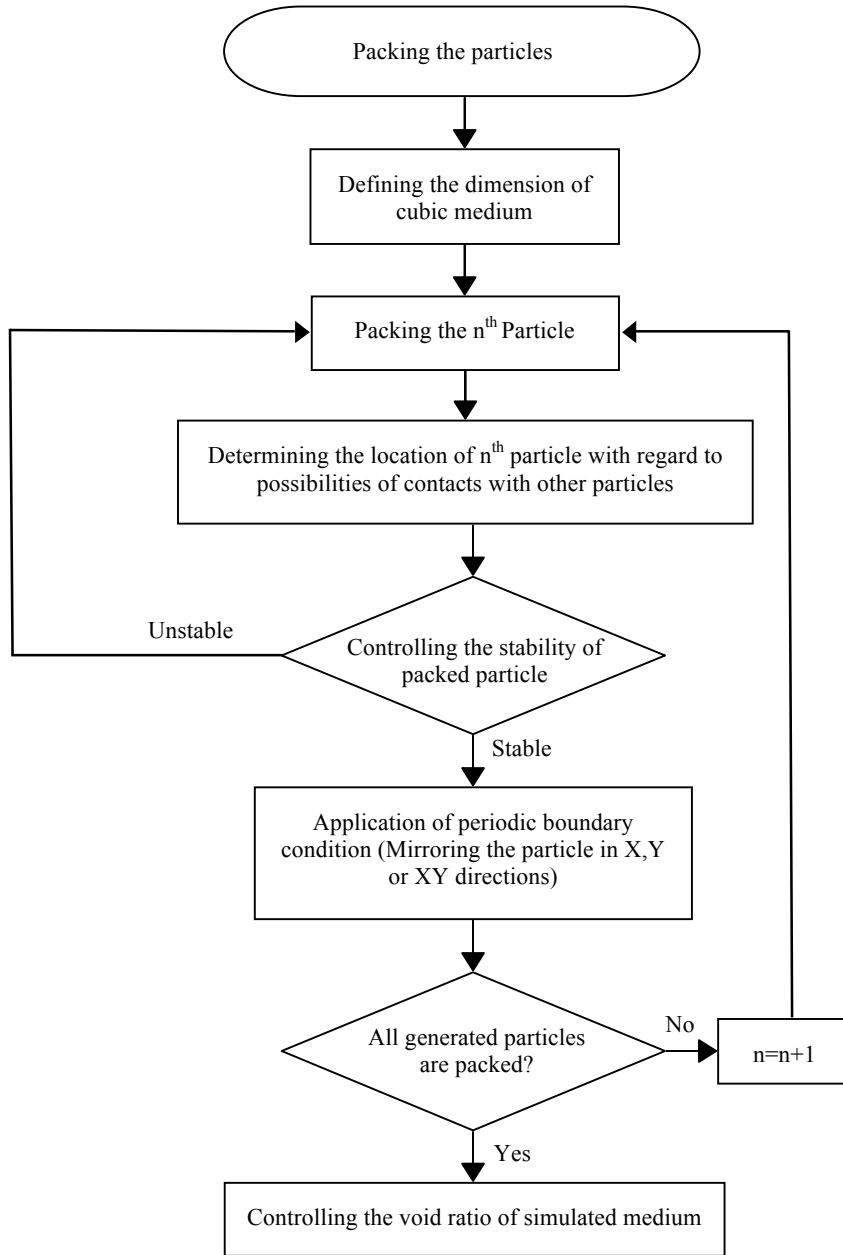 Packing the particles
Defining the dimension of
cubic medium
Packing the nth Particle
Determining the location of nth particle with regard to
possibilities of contacts with other particles
Unstable
Controlling the stability of
packed particle
Stable
Application of periodic boundary
condition (Mirroring the particle in X,Y
or XY directions)
All generated particles
are packed?
No
n=n+1
Yes
Controlling the void ratio of simulated medium